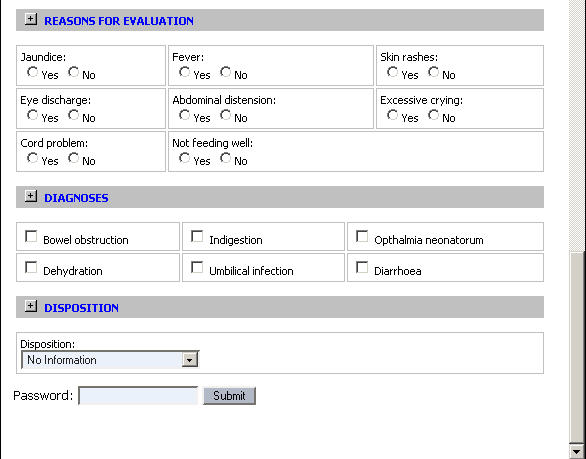 REASONS FOR EVALUATION
Jaundice: Fever: Skin rashes:
Yes No Yes No Yes No
Eye discharge: Abdominal distension: Excessive crying:
Yes No Yes No Yes No
Cord problem: Not feeding well:
Yes No Yes No
DIAGNOSES
Bowel obstruction Indigestion Opthalmia neonatorum
Dehydration Umbilical infection Diarrhoea
DISPOSITION
Disposition:
No Information
Password: Submit